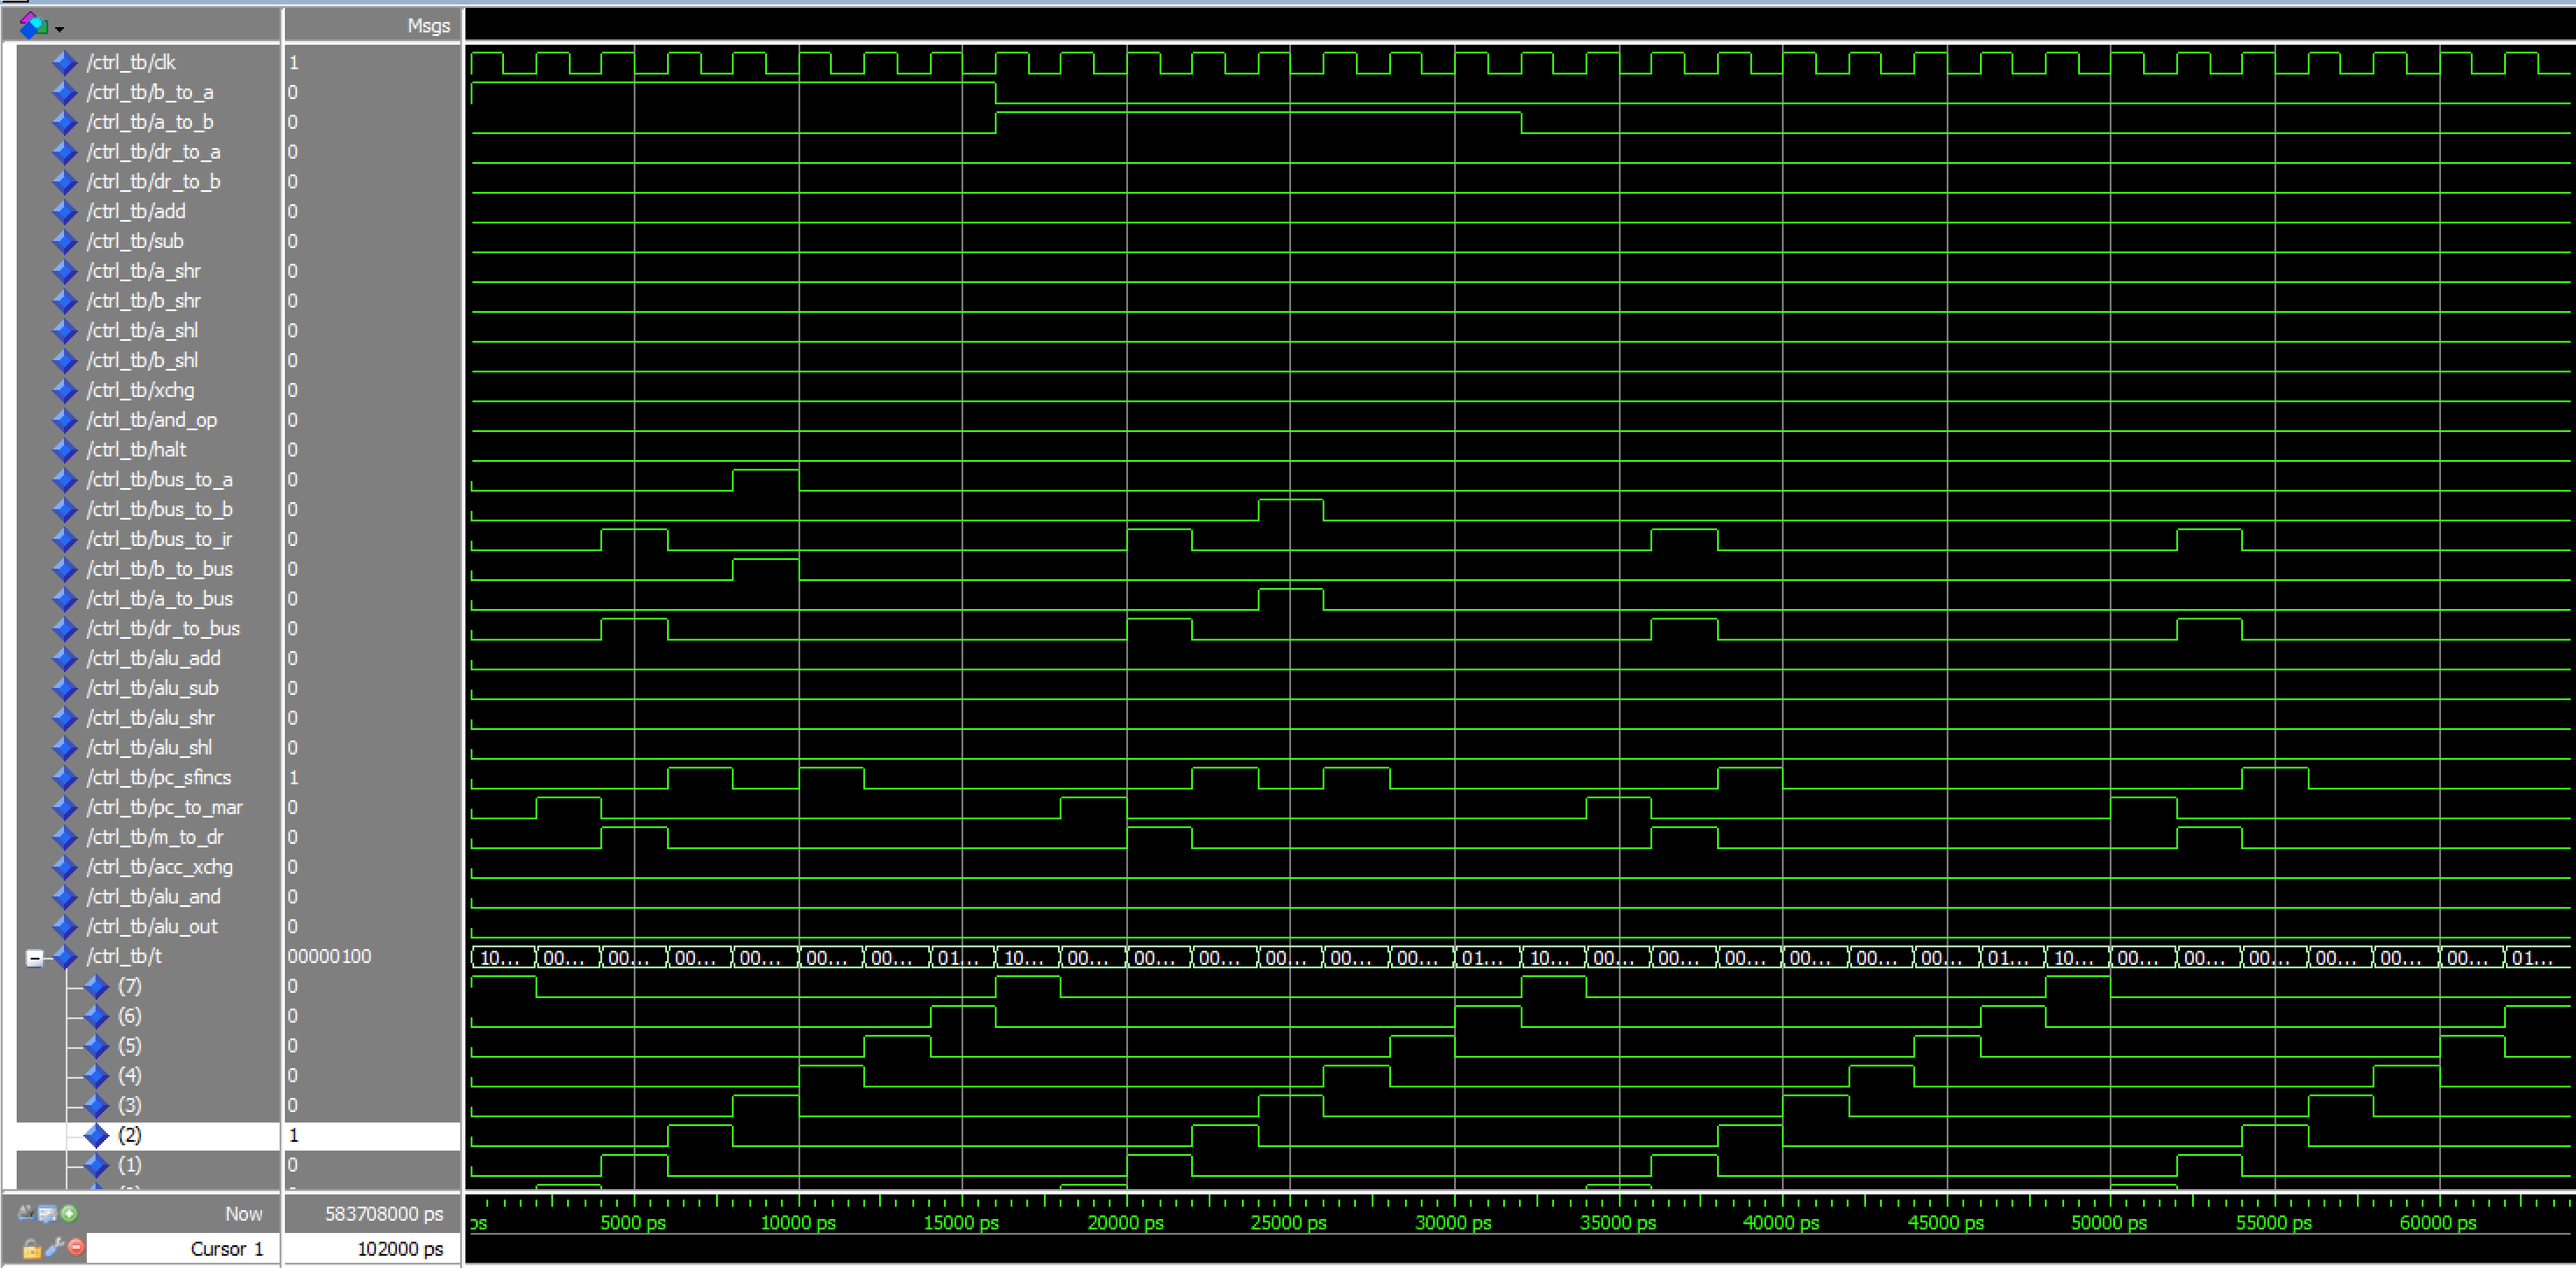 Msgs
/ctrl_tb/clk 1
/ctrl_tb/b_to_a 0
/ctrl_tb/a_to_b 0
/ctrl_tb/dr_to_a 0
/ctrl_tb/dr_to_b 0
/ctrl_tb/add 0
/ctrl_tb/sub 0
/ctrl_tb/a_shr 0
/ctrl_tb/b_shr 0
/ctrl_tb/a_shl 0
/ctrl_tb/b_shl 0
/ctrl_tb/xchg 0
/ctrl_tb/and_op 0
/ctrl_tb/halt 0
/ctrl_tb/bus_to_a 0
/ctrl_tb/bus_to_b 0
/ctrl_tb/bus_to_ir 0
/ctrl_tb/b_to_bus 0
/ctrl_tb/a_to_bus 0
/ctrl_tb/dr_to_bus 0
/ctrl_tb/alu_add 0
/ctrl_tb/alu_sub 0
/ctrl_tb/alu_shr 0
/ctrl_tb/alu_shl 0
/ctrl_tb/pc_sfincs 1
/ctrl_tb/pc_to_mar 0
/ctrl_tb/m_to_dr 0
/ctrl_tb/acc_xchg 0
/ctrl_tb/alu_and 0
/ctrl_tb/alu_out 0
/ctrl_tb/t 00000100 10... 00... 00... 00... 00... 00... 00... 01... 10... 00... 00... 00... 00... 00... 00... 01... 10... 00... 00... 00... 00... 00... 00... 01... 10... 00... 00... 00... 00... 00... 00... 01...
(7) 0
(6) 0
(5) 0
(4) 0
(3) 0
(2) 1
(1) 0
Now 583708000 ps ps 5000 ps 10000 ps 15000 ps 20000 ps 25000 ps 30000 ps 35000 ps 40000 ps 45000 ps 50000 ps 55000 ps 60000 ps
Cursor 1 102000 ps